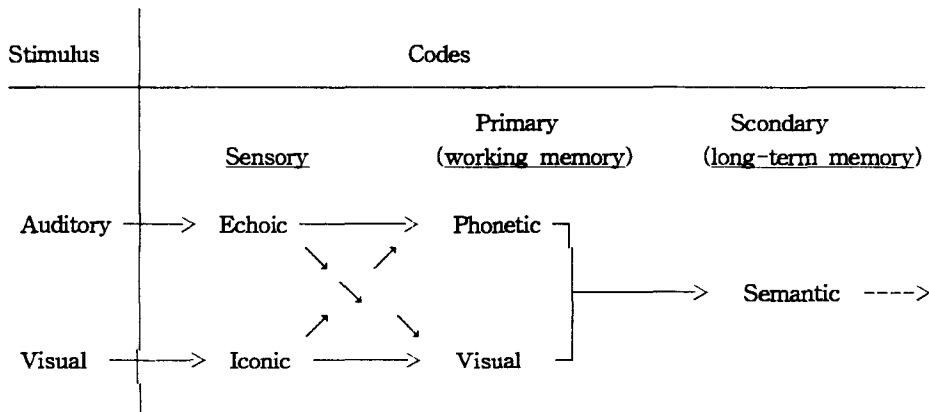 Stimulus Codes
Primary Scondary
Sensory (working memory) (long-term memory)
Auditory Echoic Phonetic
Semantic
Visual Iconic Visual